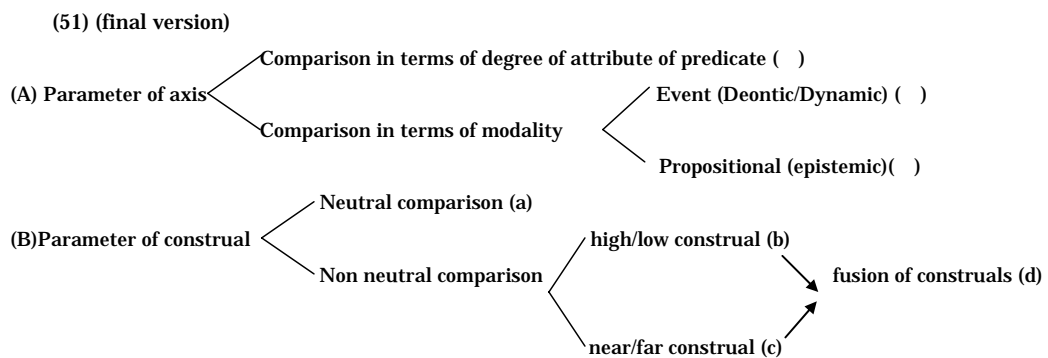 (51) (final version)
Comparison in terms of degree of attribute of predicate (   )
(A) Parameter of axis
Event (Deontic/Dynamic) (   )
Comparison in terms of modality
Propositional (epistemic)(   )
Neutral comparison (a)
(B)Parameter of construal
high/low construal (b)
Non neutral comparison
fusion of construals (d)
near/far construal (c)